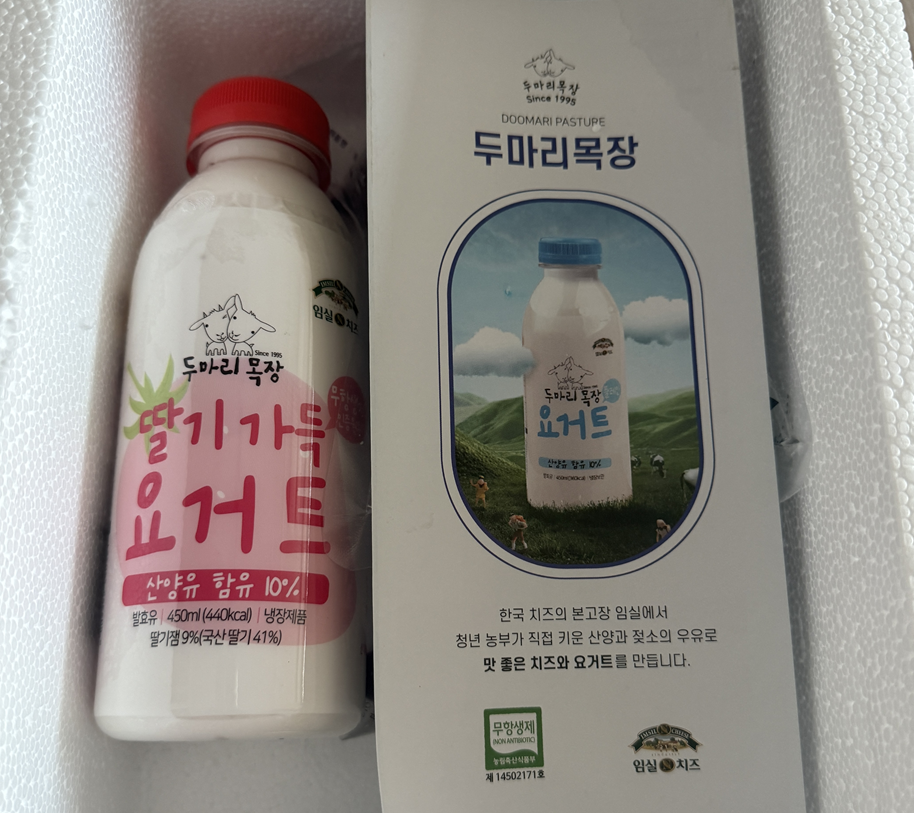 Since 1995
두마리목장
임실 치즈
딸기 가득
요거트
산양유 함유 10%
발효유 | 450ml (440kcal) | 냉장제품
딸기잼 9%(국산 딸기 41%)
두마리목장
Since 1995
DOOMARI PASTURE
두마리목장
두마리 목장
요거트
산양유 함유 10%
한국 치즈의 본고장 임실에서
청년 농부가 직접 키운 산양과 젖소의 우유로
맛 좋은 치즈와 요거트를 만듭니다.
무항생제
(NON ANTIBIOTIC)
농림축산식품부
제 14502171호
임실 치즈